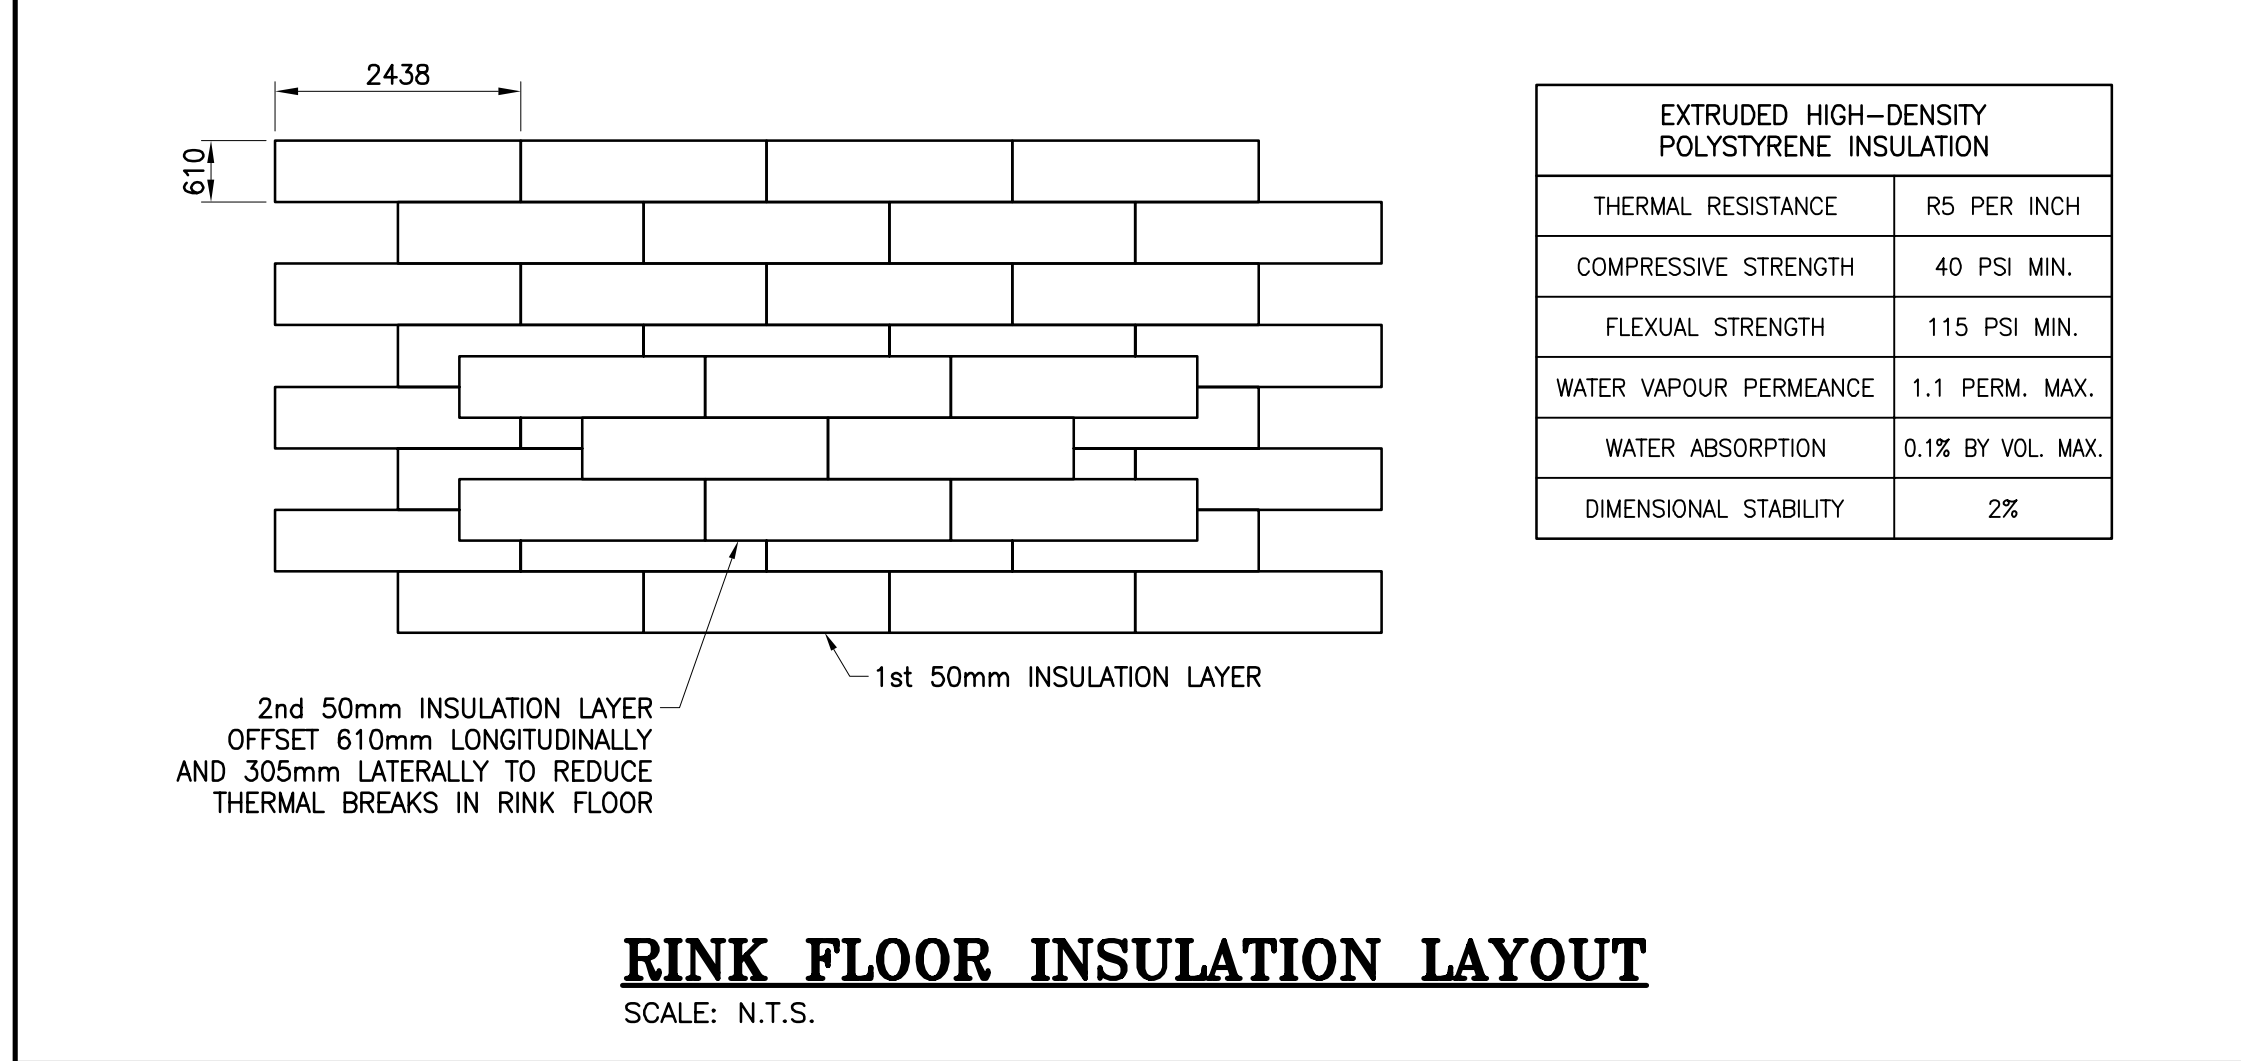 2438
610
EXTRUDED HIGH-DENSITY
POLYSTYRENE INSULATION
THERMAL RESISTANCE R5 PER INCH
COMPRESSIVE STRENGTH 40 PSI MIN.
FLEXUAL STRENGTH 115 PSI MIN.
WATER VAPOUR PERMEANCE 1.1 PERM. MAX.
WATER ABSORPTION 0.1% BY VOL. MAX.
DIMENSIONAL STABILITY 2%
1st 50mm INSULATION LAYER
2nd 50mm INSULATION LAYER
OFFSET 610mm LONGITUDINALLY
AND 305mm LATERALLY TO REDUCE
THERMAL BREAKS IN RINK FLOOR
RINK FLOOR INSULATION LAYOUT
SCALE: N.T.S.